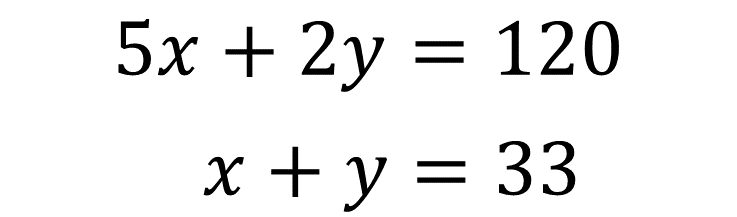 5x + 2y = 120
x + y = 33